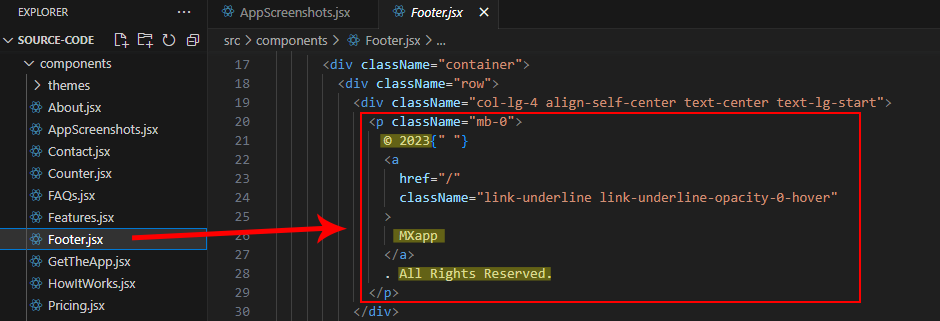 EXPLORER
SOURCE-CODE
components
themes
About.jsx
AppScreenshots.jsx
Contact.jsx
Counter.jsx
FAQs.jsx
Features.jsx
Footer.jsx
GetTheApp.jsx
HowItWorks.jsx
Pricing.jsx
AppScreenshots.jsx Footer.jsx
src > components > Footer.jsx > ...
17 <div className="container">
18 <div className="row">
19 <div className="col-lg-4 align-self-center text-center text-lg-start">
20 <p className="mb-0">
21 © 2023{" "}
22 <a
23 href="/"
24 className="link-underline link-underline-opacity-0-hover"
25 >
26 MXapp
27 </a>
28 . All Rights Reserved.
29 </p>
30 </div>